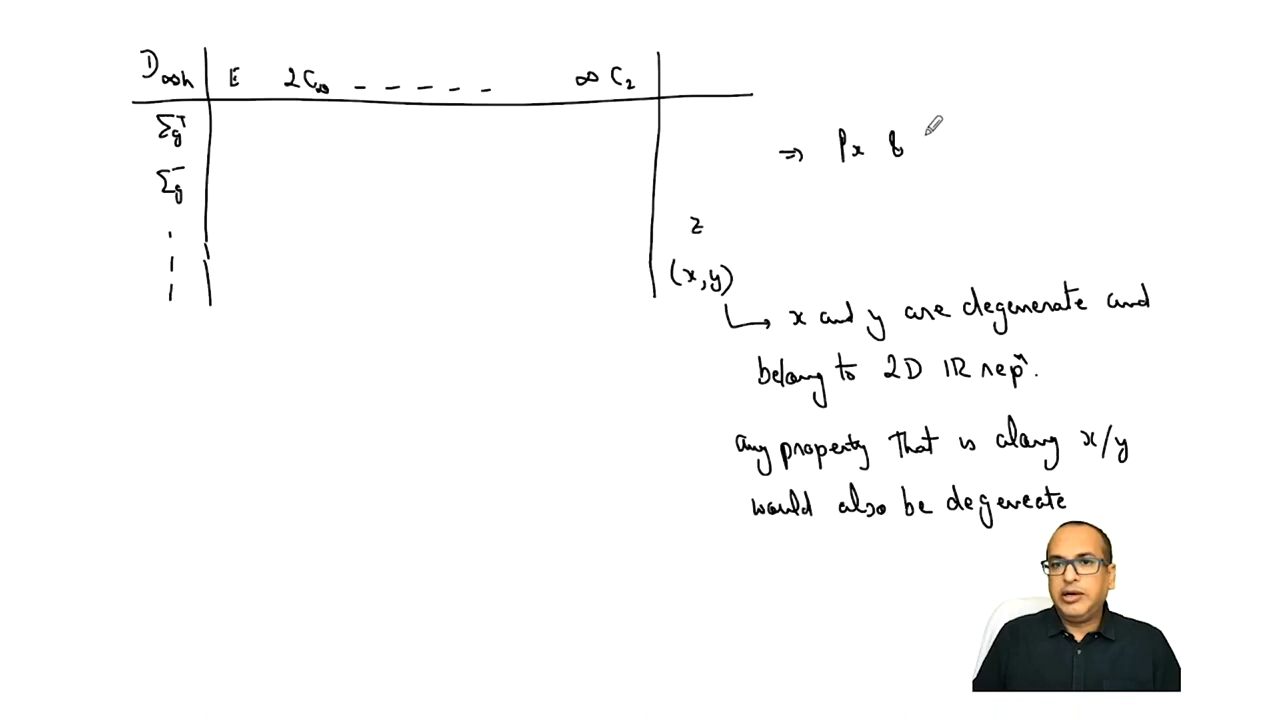 D∞h E 2C∞ - - - - - ∞ C₂
Σg⁺
Σg⁻
⇒ Px &
z
(x, y)
↳ x and y are degenerate and
belong to 2D IR repⁿ.
any property that is along x/y
would also be degereate